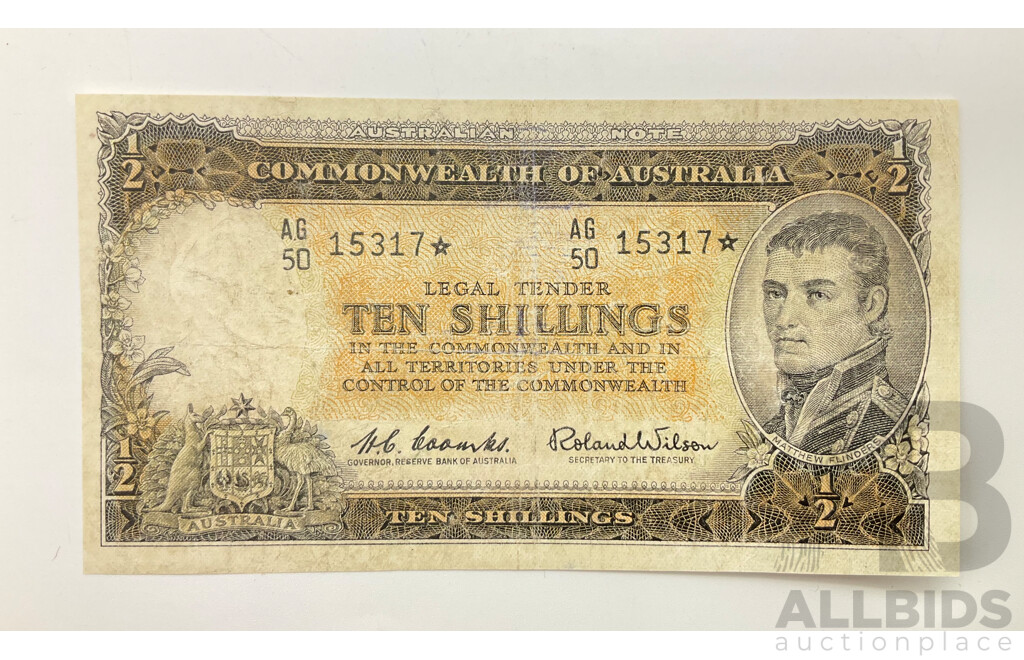 AUSTRALIAN NOTE
1/2 1/2
COMMONWEALTH OF AUSTRALIA
AG AG
50 15317☆ 50 15317☆
LEGAL TENDER
TEN SHILLINGS
IN THE COMMONWEALTH AND IN
ALL TERRITORIES UNDER THE
CONTROL OF THE COMMONWEALTH
H.C. Coombs. Roland Wilson
GOVERNOR, RESERVE BANK OF AUSTRALIA SECRETARY TO THE TREASURY.
MATTHEW FLINDERS
1/2 1/2
AUSTRALIA
TEN SHILLINGS
B
ALLBIDS
auctionplace